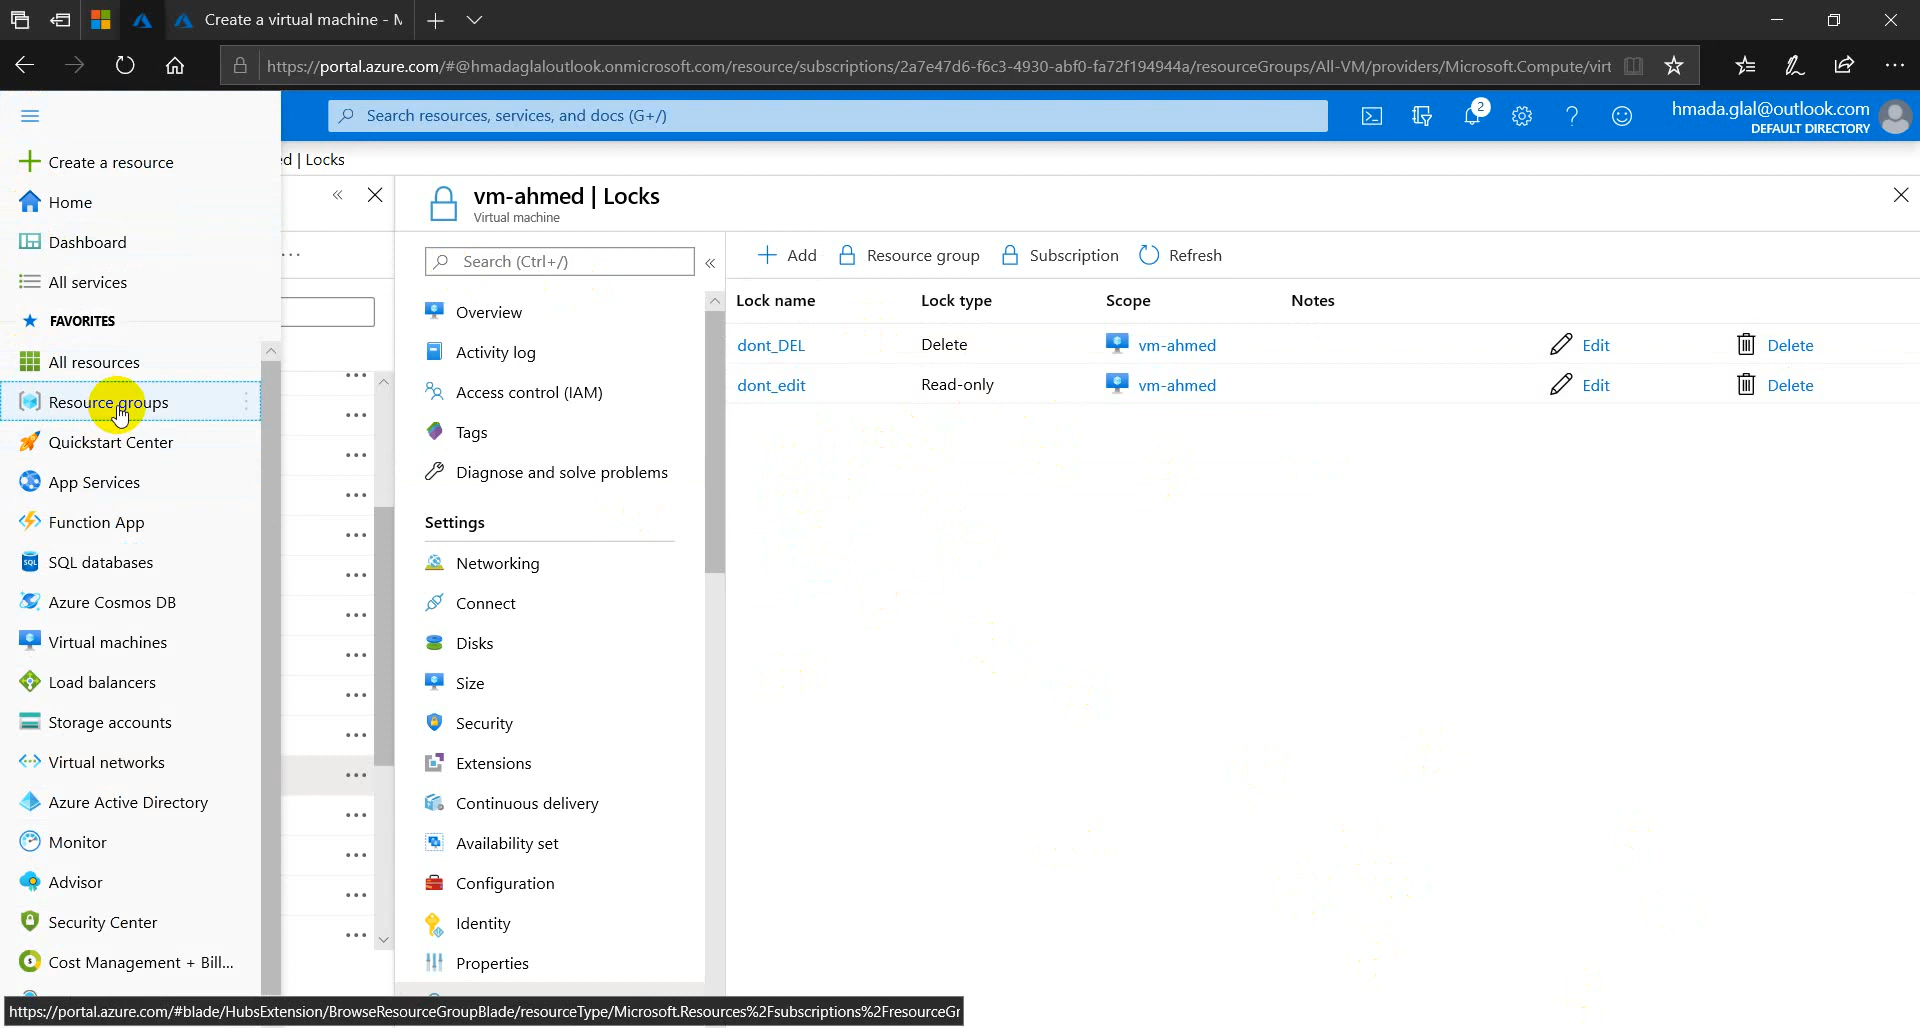 Create a virtual machine - M
https://portal.azure.com/#@hmadaglaloutlook.onmicrosoft.com/resource/subscriptions/2a7e47d6-f6c3-4930-abf0-fa72f194944a/resourceGroups/All-VM/providers/Microsoft.Compute/virt
Search resources, services, and docs (G+/)
2
hmada.glal@outlook.com
DEFAULT DIRECTORY
Create a resource
Home
Dashboard
All services
FAVORITES
All resources
Resource groups
Quickstart Center
App Services
Function App
SQL databases
Azure Cosmos DB
Virtual machines
Load balancers
Storage accounts
Virtual networks
Azure Active Directory
Monitor
Advisor
Security Center
Cost Management + Bill...
ed | Locks
vm-ahmed | Locks
Virtual machine
Search (Ctrl+/)
Overview
Activity log
Access control (IAM)
Tags
Diagnose and solve problems
Settings
Networking
Connect
Disks
Size
Security
Extensions
Continuous delivery
Availability set
Configuration
Identity
Properties
Add Resource group Subscription Refresh
Lock name Lock type Scope Notes
dont_DEL Delete vm-ahmed Edit Delete
dont_edit Read-only vm-ahmed Edit Delete
https://portal.azure.com/#blade/HubsExtension/BrowseResourceGroupBlade/resourceType/Microsoft.Resources%2Fsubscriptions%2FresourceGr